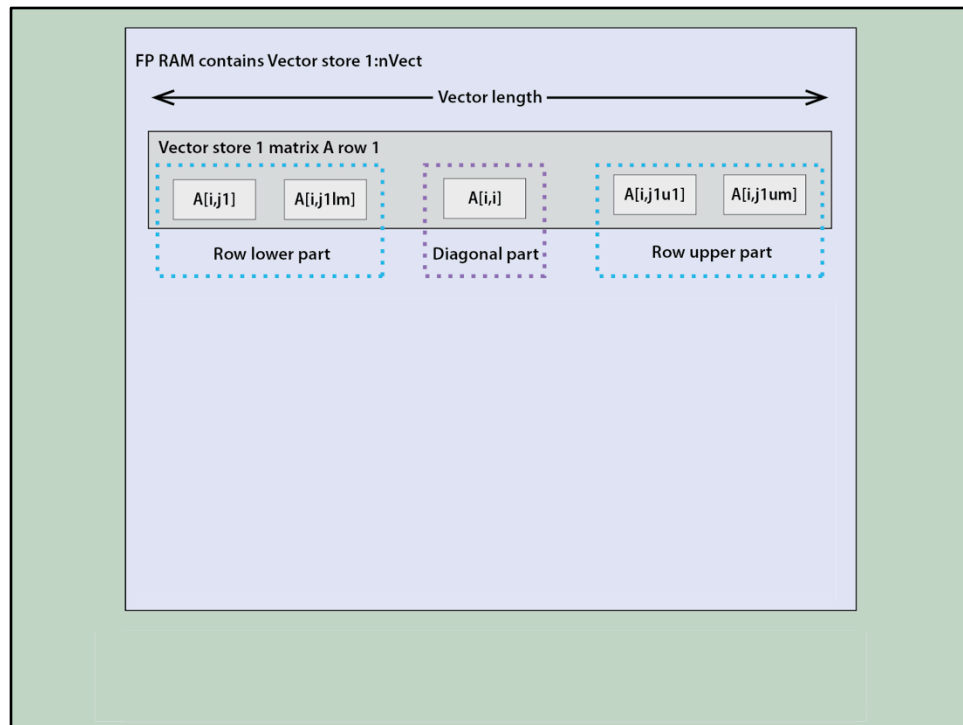 FP RAM contains Vector store 1:nVect
Vector length
Vector store 1 matrix A row 1
A[i,j1] A[i,j1lm] A[i,i] A[i,j1u1] A[i,j1um]
Row lower part Diagonal part Row upper part